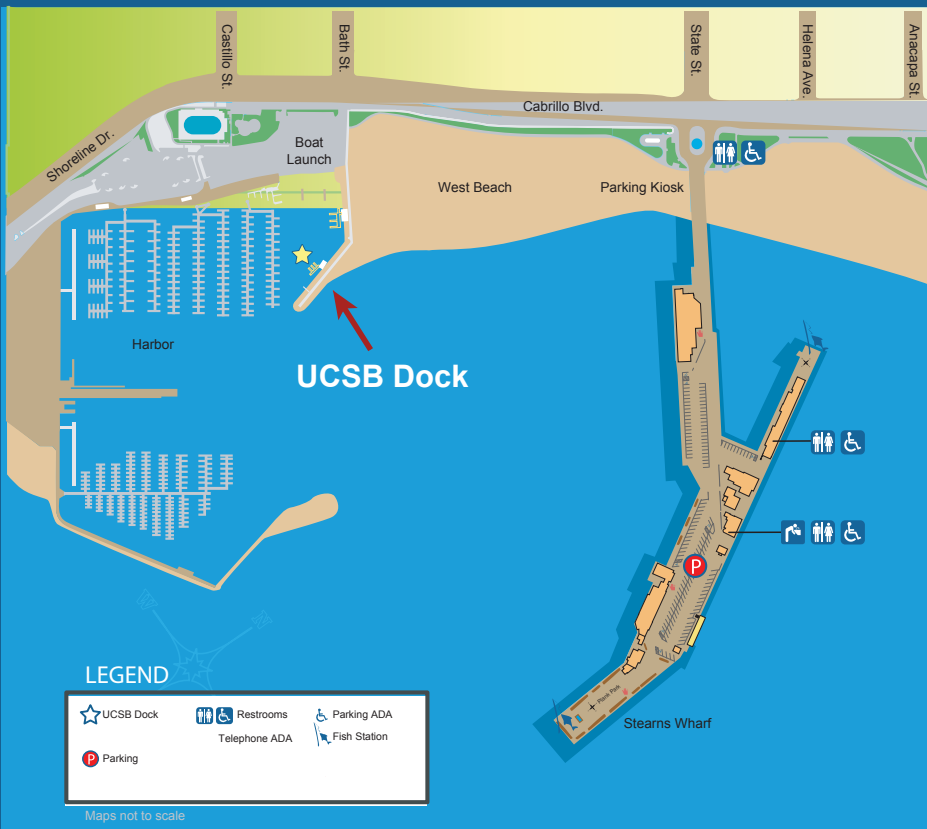 Castillo St.
Bath St.
State St.
Helena Ave.
Anacapa St.
Cabrillo Blvd.
Shoreline Dr.
Boat
Launch
West Beach
Parking Kiosk
Harbor
UCSB Dock
P
Plank Park
Stearns Wharf
LEGEND
UCSB Dock
Restrooms
Parking ADA
Telephone ADA
Fish Station
P Parking
Maps not to scale